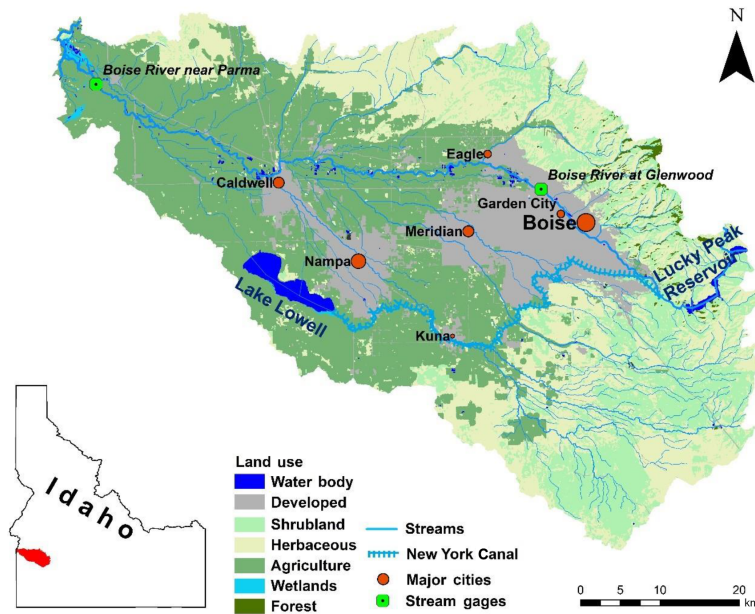 N
Boise River near Parma
Eagle
Boise River at Glenwood
Caldwell
Garden City
Boise
Meridian
Nampa
Lucky Peak
Reservoir
Lake Lowell
Kuna
Idaho
Land use
Water body
Developed
Shrubland
Herbaceous
Agriculture
Wetlands
Forest
Streams
New York Canal
Major cities
Stream gages
0 5 10 20
km